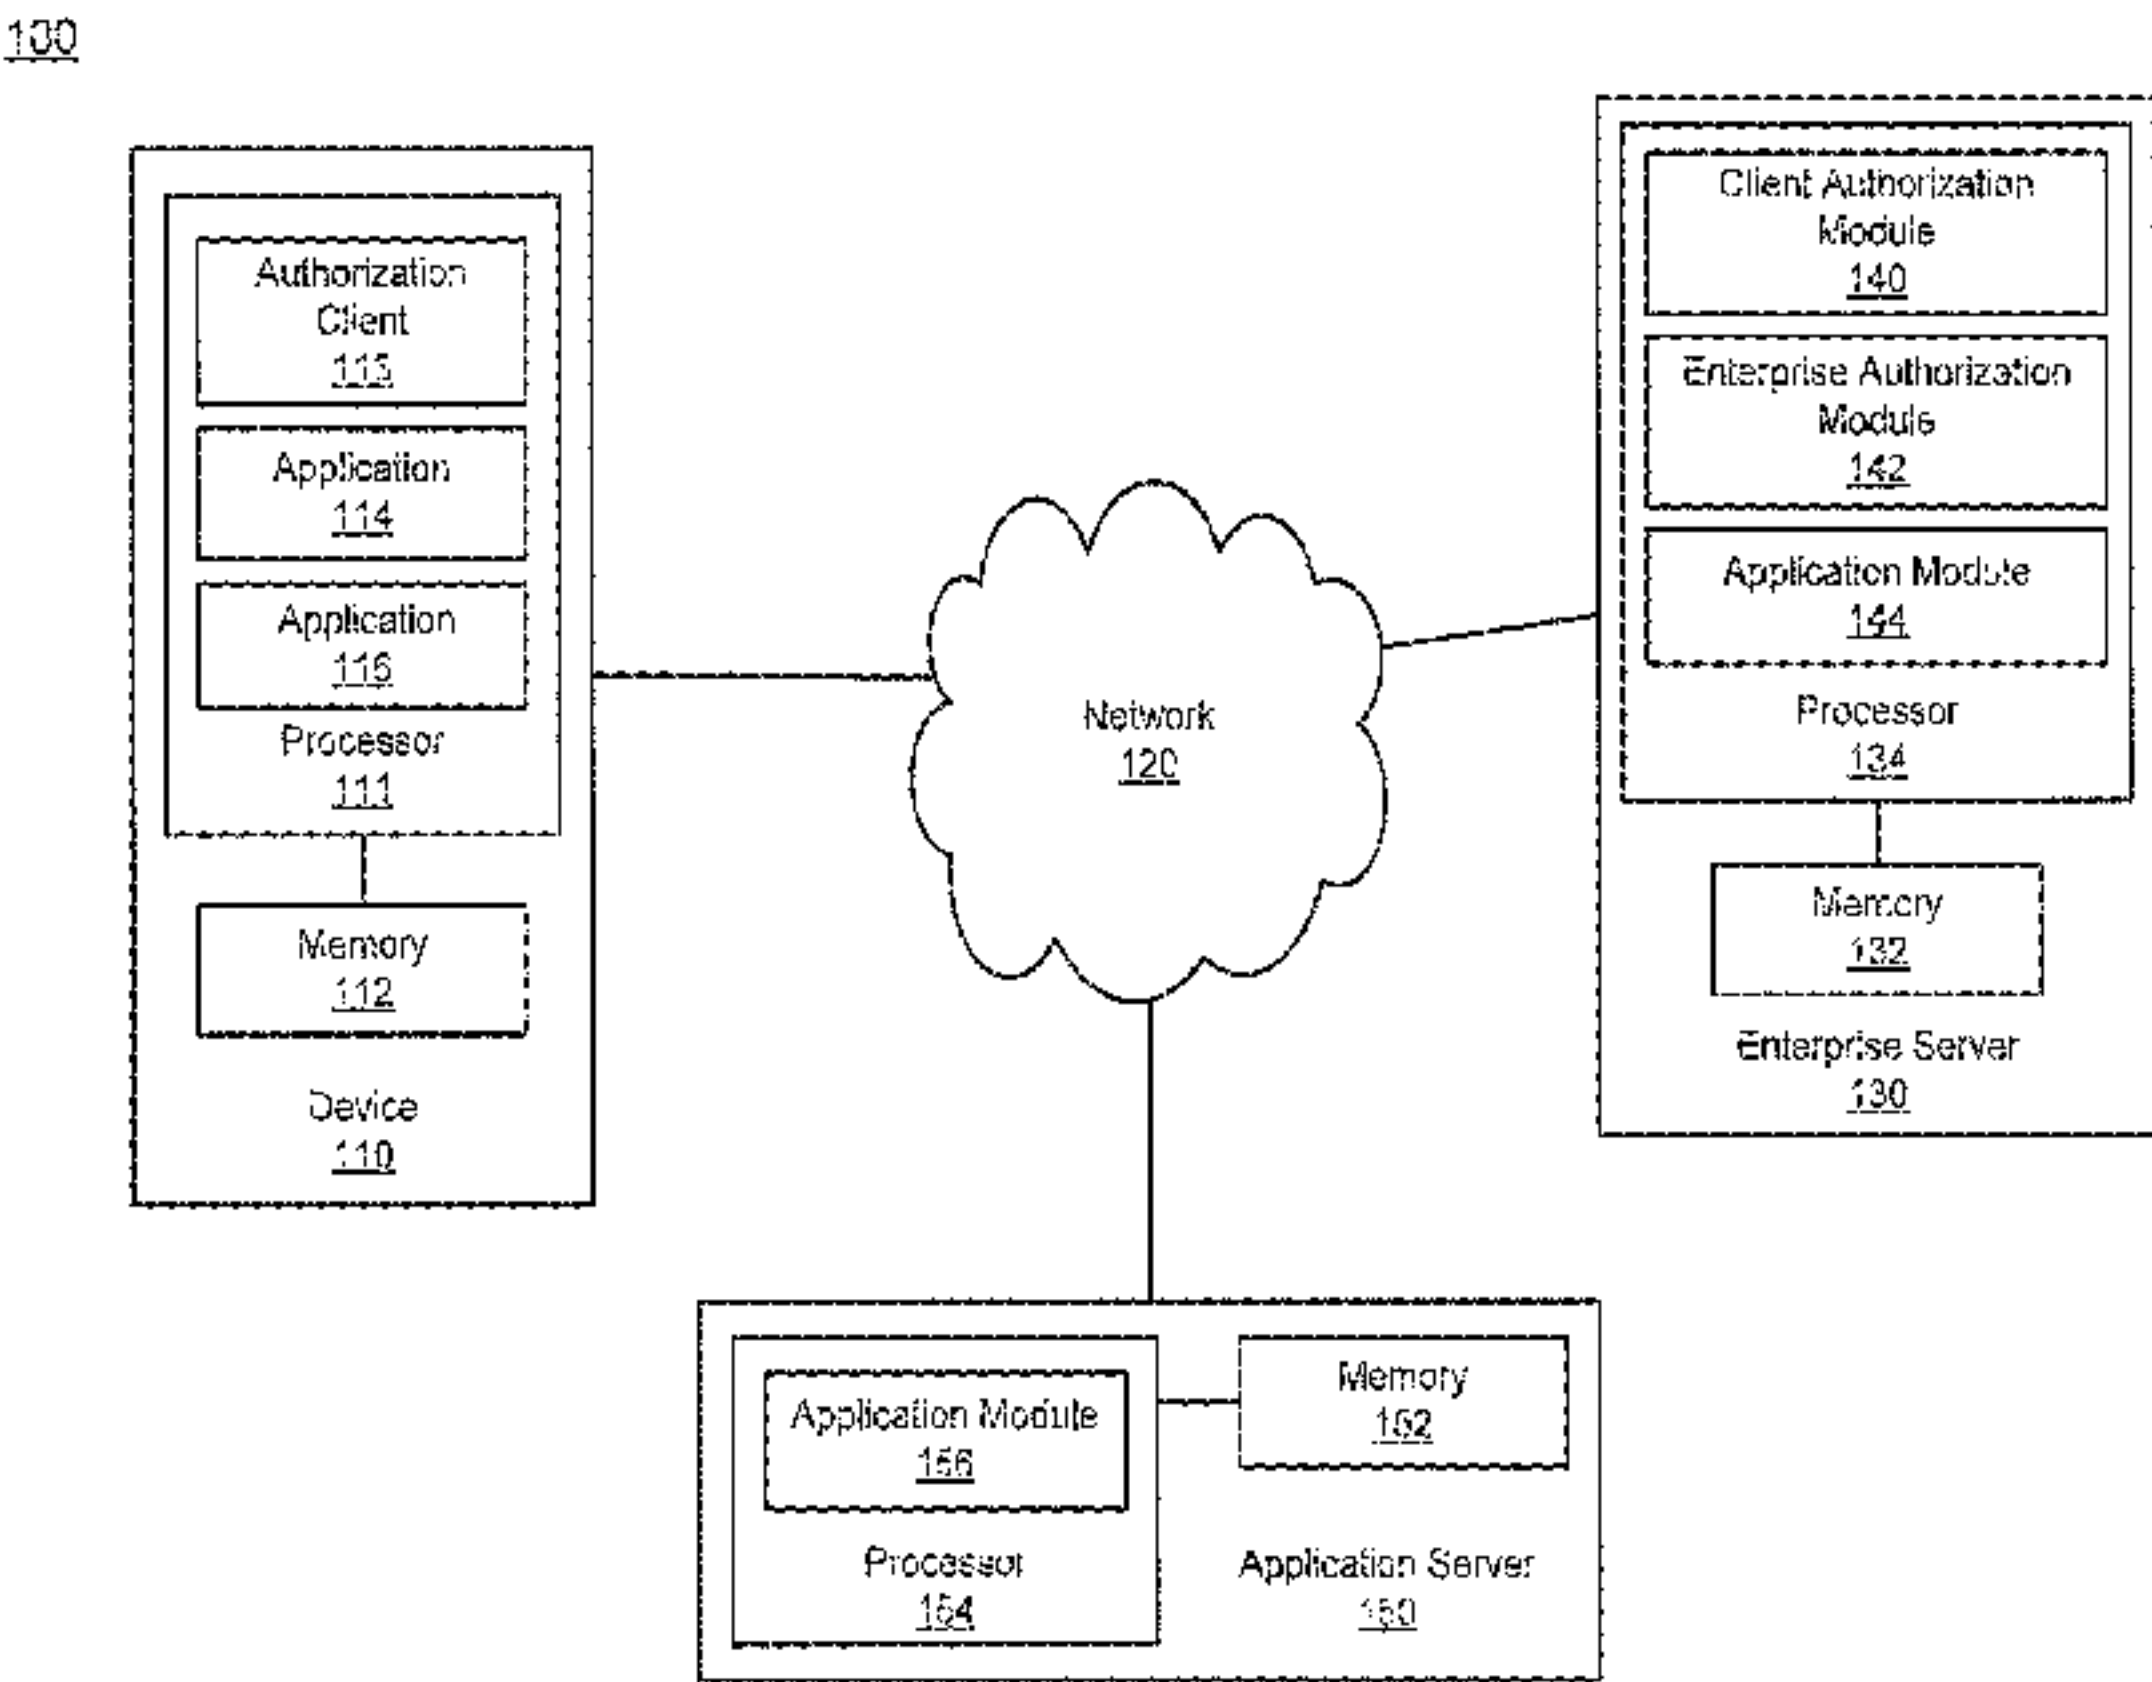 100
Authorization
Client
113
Application
114
Application
116
Processor
111
Memory
112
Device
110
Network
120
Client Authorization
Module
140
Enterprise Authorization
Module
142
Application Module
144
Processor
134
Memory
132
Enterprise Server
130
Application Module
156
Processor
154
Memory
152
Application Server
150